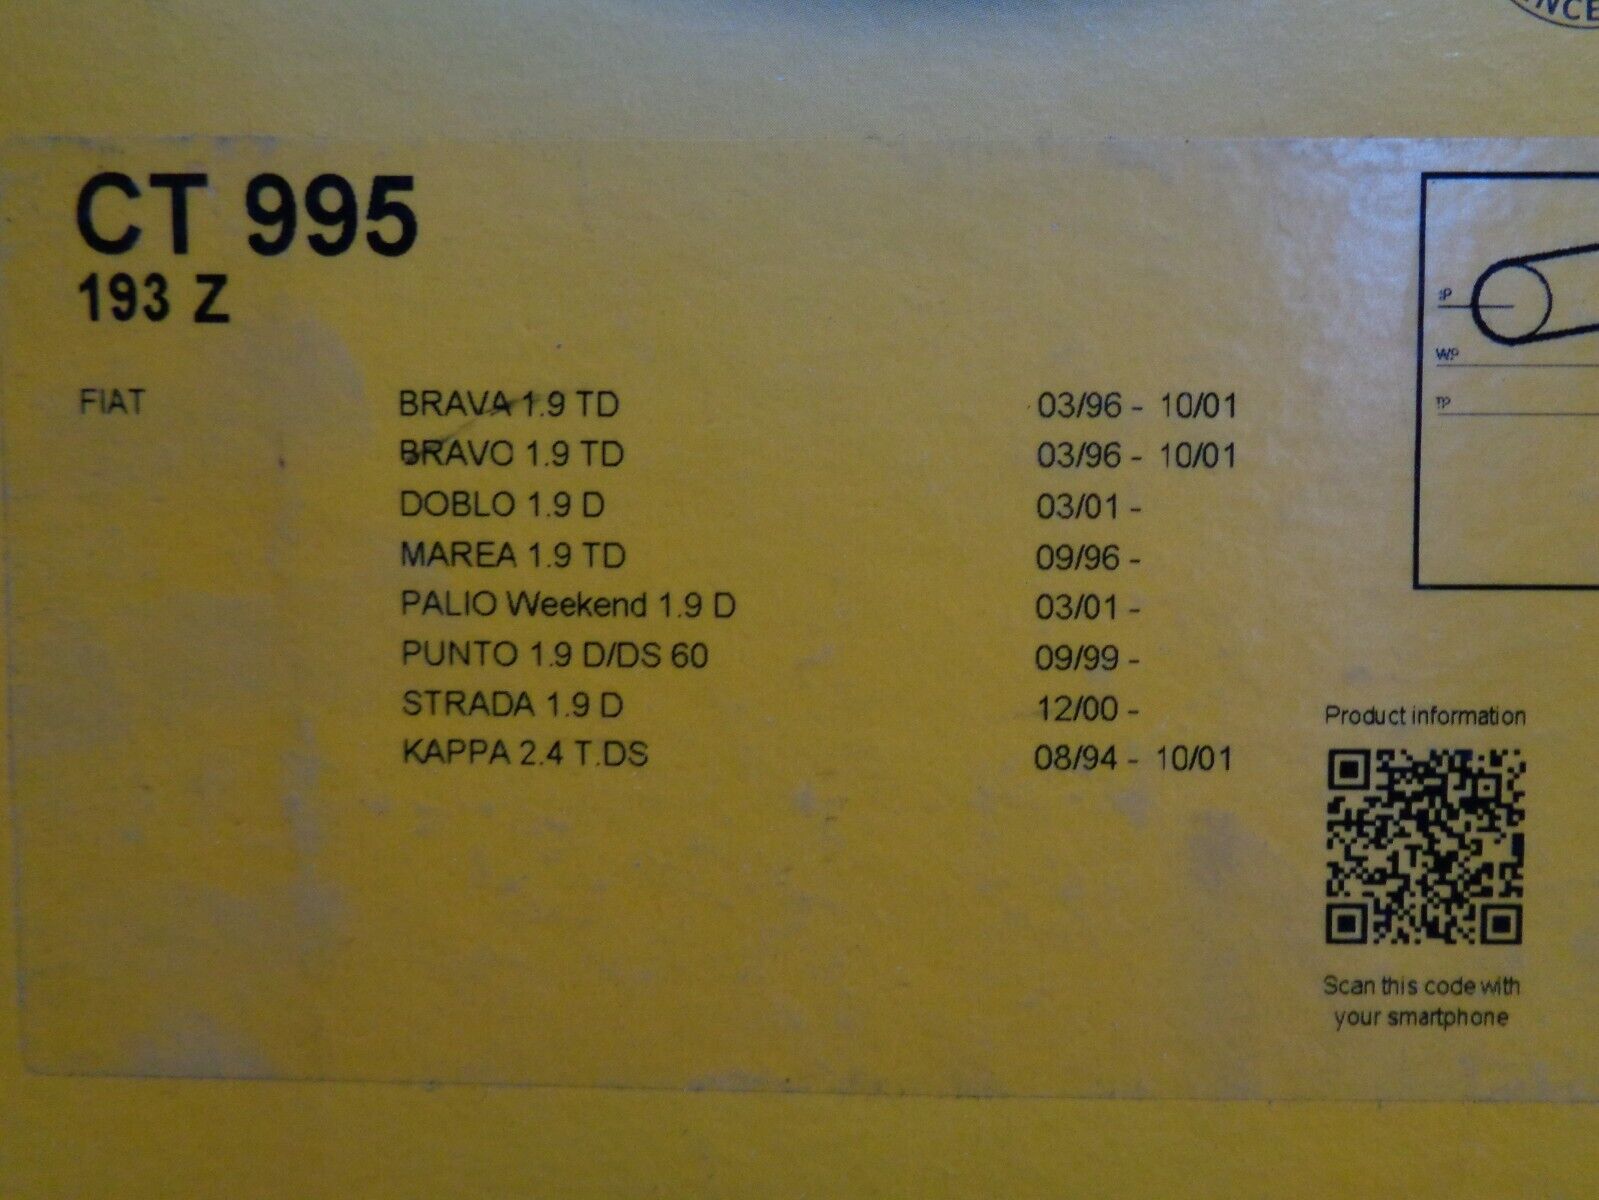 CT 995
193 Z
FIAT BRAVA 1.9 TD 03/96 - 10/01
BRAVO 1.9 TD 03/96 - 10/01
DOBLO 1.9 D 03/01 -
MAREA 1.9 TD 09/96 -
PALIO Weekend 1.9 D 03/01 -
PUNTO 1.9 D/DS 60 09/99 -
STRADA 1.9 D 12/00 -
KAPPA 2.4 T.DS 08/94 - 10/01
WP
TP
Product information
Scan this code with
your smartphone